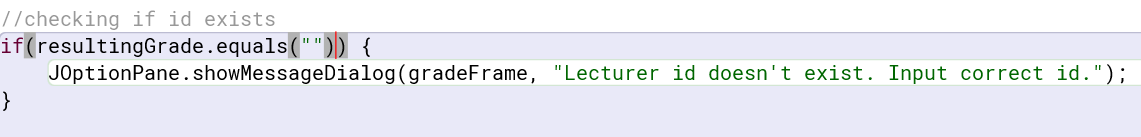 //checking if id exists
if(resultingGrade.equals("")) {
    JOptionPane.showMessageDialog(gradeFrame, "Lecturer id doesn't exist. Input correct id.");
}